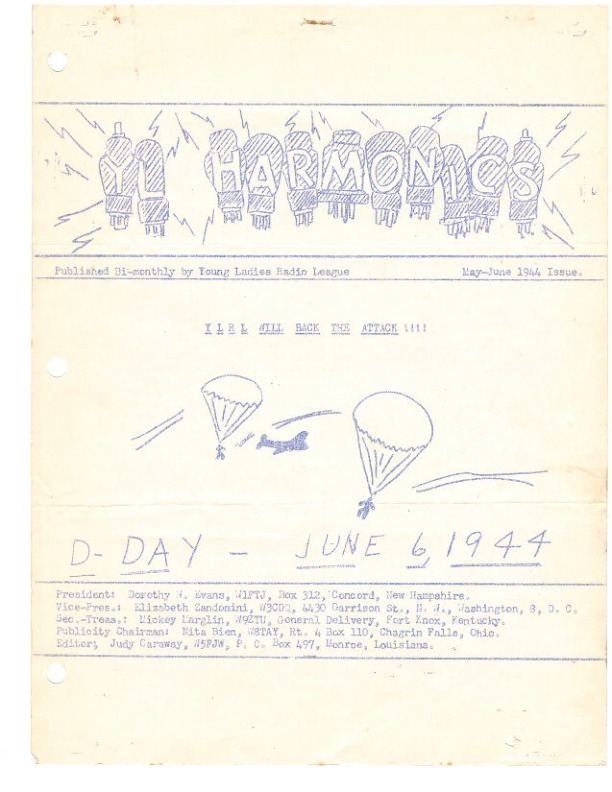 YL HARMONICS
Published Bi-monthly by Young Ladies Radio League May-June 1944 Issue.
Y L R L WILL BACK THE ATTACK !!!!
D-DAY - JUNE 6, 1944
President: Dorothy W. Evans, W1FTJ, Box 312, Concord, New Hampshire.
Vice-Pres.: Elizabeth Zandonini, W3CDQ, 4430 Garrison St., N. W., Washington, 8, D. C.
Sec.-Treas.: Mickey Marglin, W9ZTU, General Delivery, Fort Knox, Kentucky.
Publicity Chairman: Nita Bien, W8TAY, Rt. 4 Box 110, Chagrin Falls, Ohio.
Editor; Judy Caraway, W5FJW, P. O. Box 497, Monroe, Louisiana.